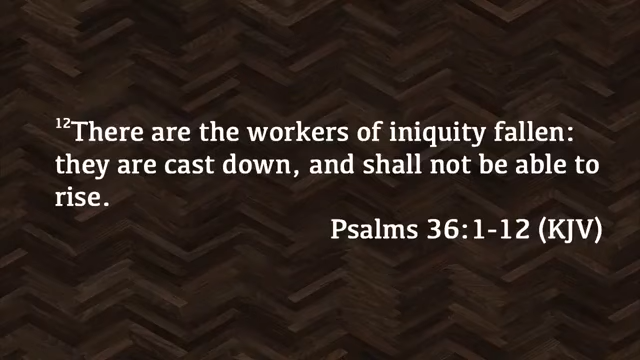 ¹²There are the workers of iniquity fallen:
they are cast down, and shall not be able to
rise.
Psalms 36:1-12 (KJV)